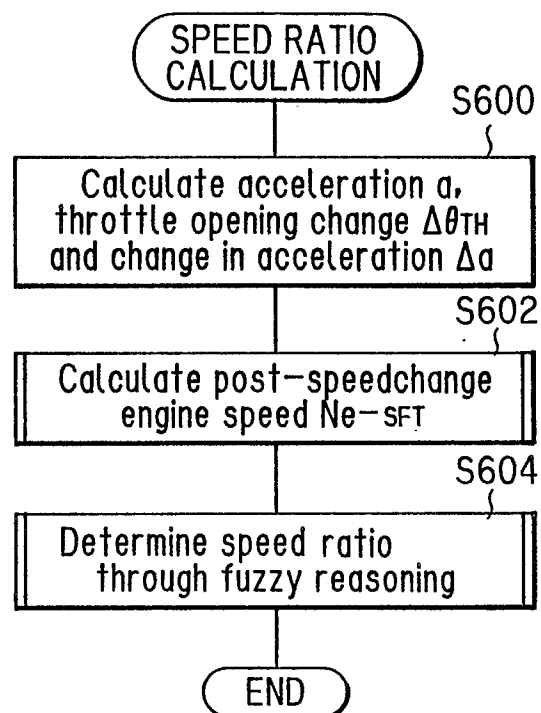 SPEED RATIO
CALCULATION
S600
Calculate acceleration a,
throttle opening change ΔθTH
and change in acceleration Δa
S602
Calculate post-speedchange
engine speed Ne-SFT
S604
Determine speed ratio
through fuzzy reasoning
END